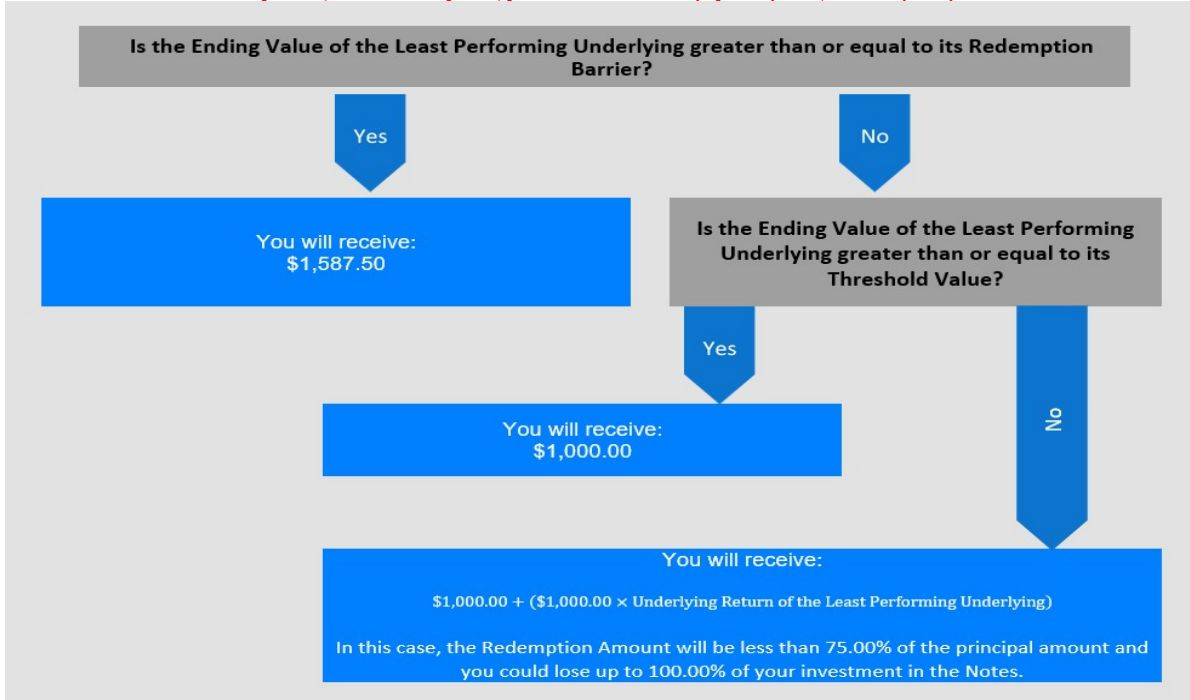 Is the Ending Value of the Least Performing Underlying greater than or equal to its Redemption
Barrier?
Yes
No
You will receive:
$1,587.50
Is the Ending Value of the Least Performing
Underlying greater than or equal to its
Threshold Value?
Yes
No
You will receive:
$1,000.00
You will receive:
$1,000.00 + ($1,000.00 × Underlying Return of the Least Performing Underlying)
In this case, the Redemption Amount will be less than 75.00% of the principal amount and
you could lose up to 100.00% of your investment in the Notes.